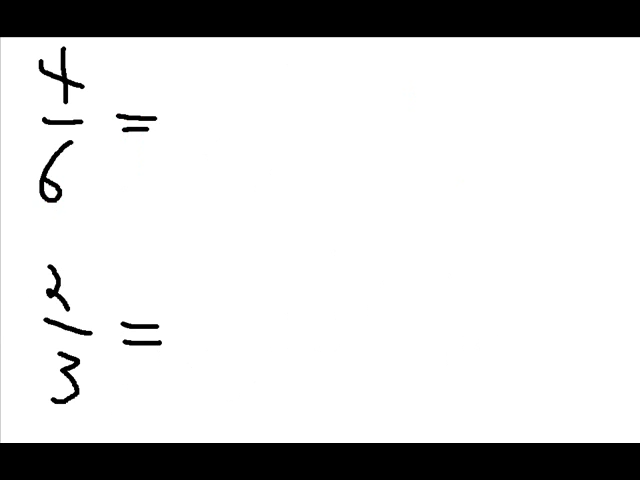 4/6 =
2/3 =